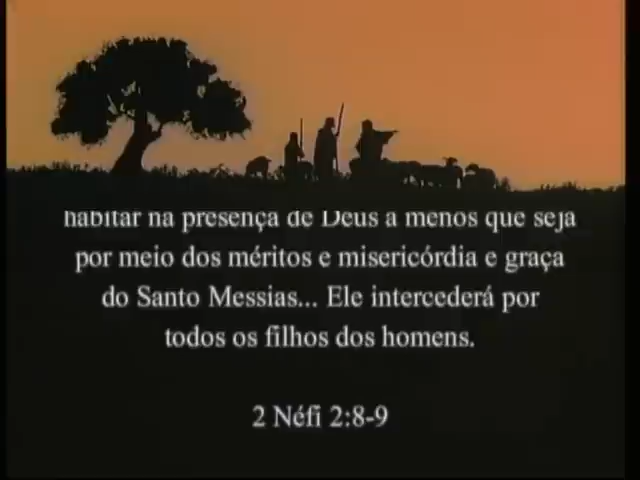 habitar na presença de Deus a menos que seja
por meio dos méritos e misericórdia e graça
do Santo Messias... Ele intercederá por
todos os filhos dos homens.
2 Néfi 2:8-9